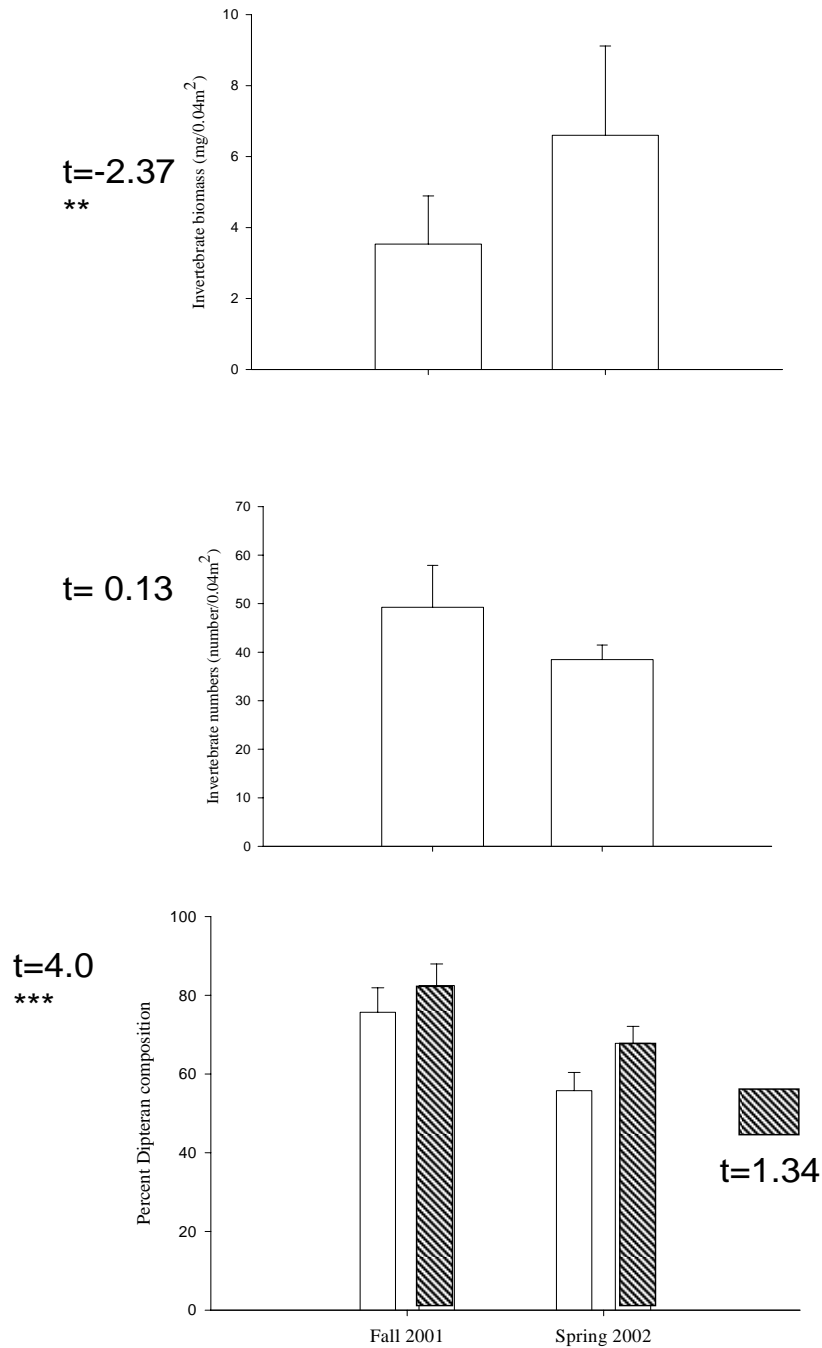 10
8
6
4
2
0
Invertebrate biomass (mg/0.04m²)
t=-2.37
**
70
60
50
40
30
20
10
0
Invertebrate numbers (number/0.04m²)
t= 0.13
100
80
60
40
20
0
Percent Dipteran composition
t=4.0
***
t=1.34
Fall 2001 Spring 2002